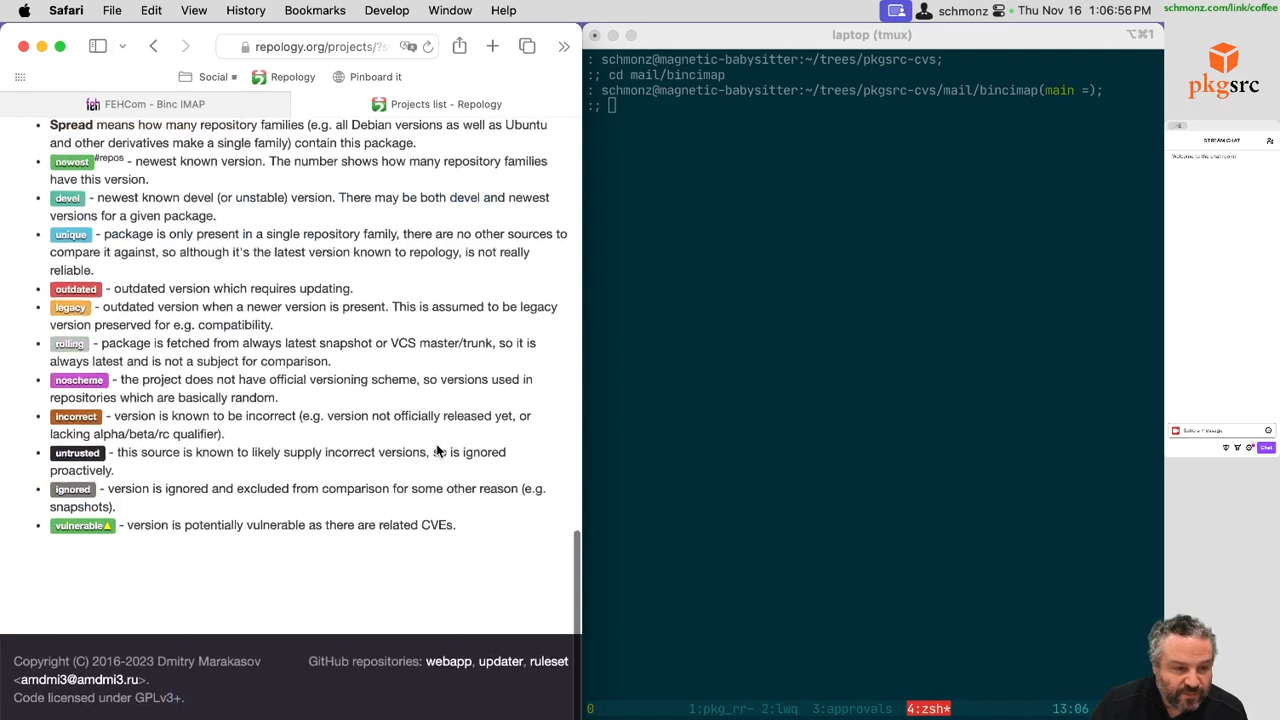 Safari File Edit View History Bookmarks Develop Window Help
schmonz Thu Nov 16 1:06:56 PM
schmonz.com/link/coffee
repology.org/projects/?s
Social
Repology
Pinboard it
FEHCom - Binc IMAP
Projects list - Repology
Spread means how many repository families (e.g. all Debian versions as well as Ubuntu
and other derivatives make a single family) contain this package.
newest #repos - newest known version. The number shows how many repository families
have this version.
devel - newest known devel (or unstable) version. There may be both devel and newest
versions for a given package.
unique - package is only present in a single repository family, there are no other sources to
compare it against, so although it's the latest version known to repology, is not really
reliable.
outdated - outdated version which requires updating.
legacy - outdated version when a newer version is present. This is assumed to be legacy
version preserved for e.g. compatibility.
rolling - package is fetched from always latest snapshot or VCS master/trunk, so it is
always latest and is not a subject for comparison.
noscheme - the project does not have official versioning scheme, so versions used in
repositories which are basically random.
incorrect - version is known to be incorrect (e.g. version not officially released yet, or
lacking alpha/beta/rc qualifier).
untrusted - this source is known to likely supply incorrect versions, is ignored
proactively.
ignored - version is ignored and excluded from comparison for some other reason (e.g.
snapshots).
vulnerable - version is potentially vulnerable as there are related CVEs.
Copyright (C) 2016-2023 Dmitry Marakasov
<amdmi3@amdmi3.ru>.
Code licensed under GPLv3+.
GitHub repositories: webapp, updater, ruleset
laptop (tmux)
⌥⌘1
: schmonz@magnetic-babysitter:~/trees/pkgsrc-cvs;
:; cd mail/bincimap
: schmonz@magnetic-babysitter:~/trees/pkgsrc-cvs/mail/bincimap(main =);
:;
0 1:pkg_rr- 2:lwq 3:approvals 4:zsh* 13:06
pkgsrc
STREAM CHAT
Send a message
Chat